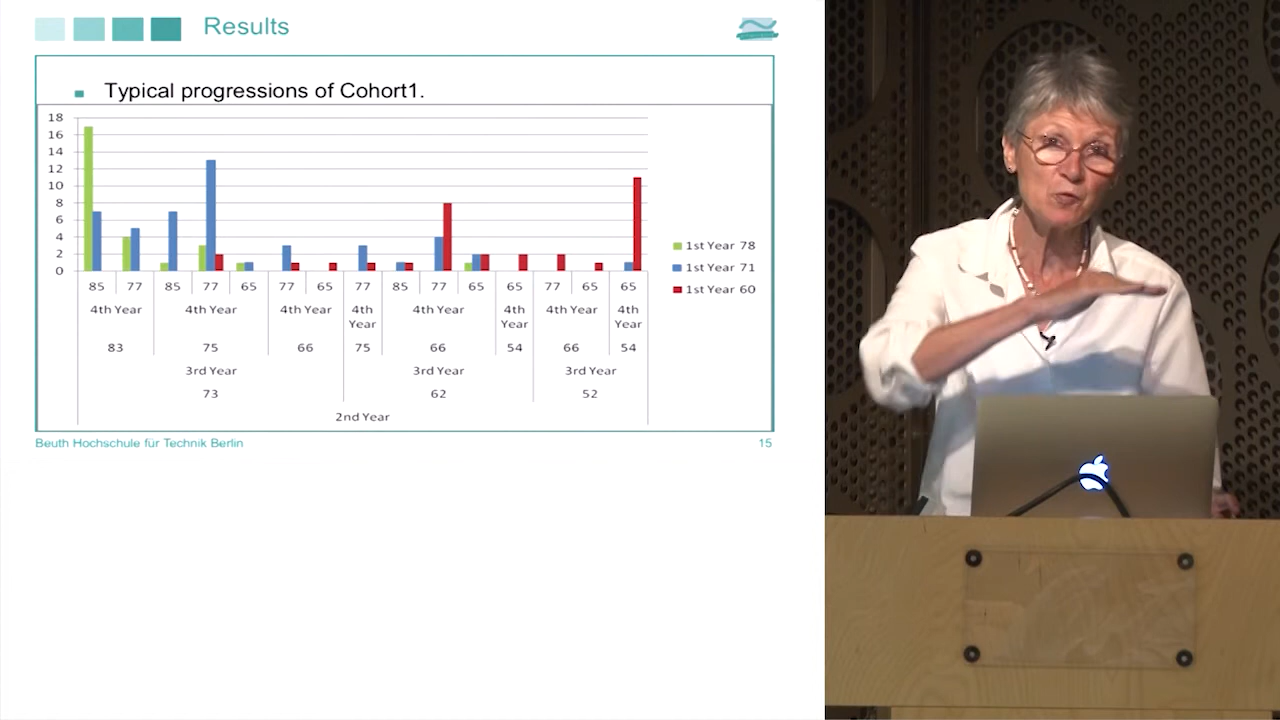 Results
Typical progressions of Cohort1.
18
16
14
12
10
8
6
4
2
0
1st Year 78
1st Year 71
1st Year 60
85 77 85 77 65 77 65 77 85 77 65 65 77 65 65
4th Year 4th Year 4th Year 4th Year 4th Year 4th Year 4th Year 4th Year
83 75 66 75 66 54 66 54
3rd Year 3rd Year 3rd Year
73 62 52
2nd Year
Beuth Hochschule für Technik Berlin 15